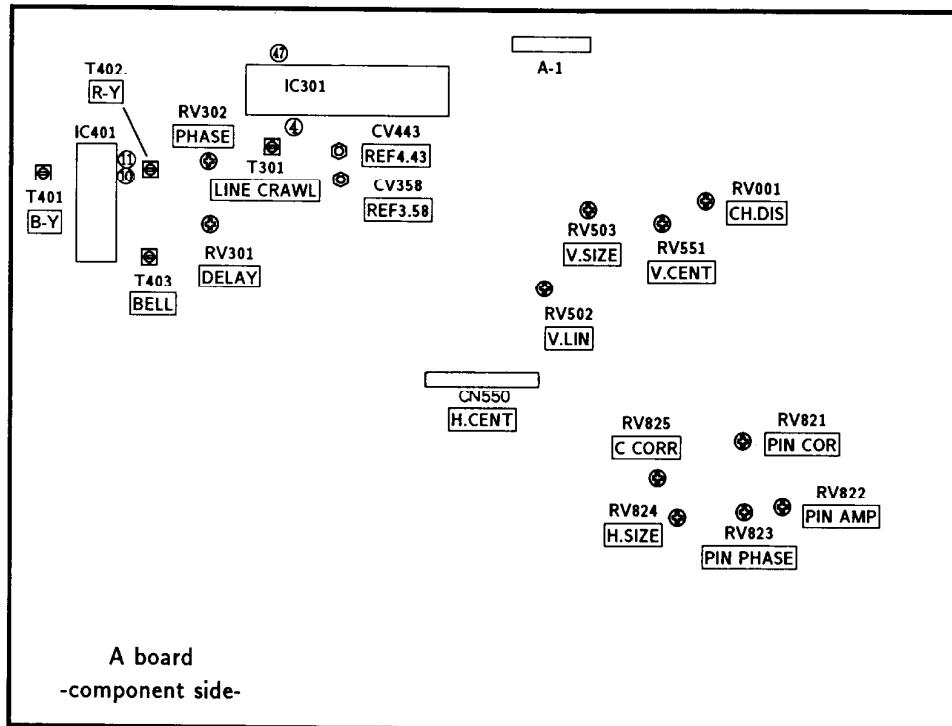 47
A-1
T402.
R-Y
IC301
RV302
PHASE
IC401
4
CV443
REF4.43
11
10
T301
LINE CRAWL
CV358
REF3.58
T401
B-Y
RV001
CH.DIS
RV503
V.SIZE
RV551
V.CENT
RV301
DELAY
T403
BELL
RV502
V.LIN
CN550
H.CENT
RV825
C CORR
RV821
PIN COR
RV822
PIN AMP
RV824
H.SIZE
RV823
PIN PHASE
A board
-component side-